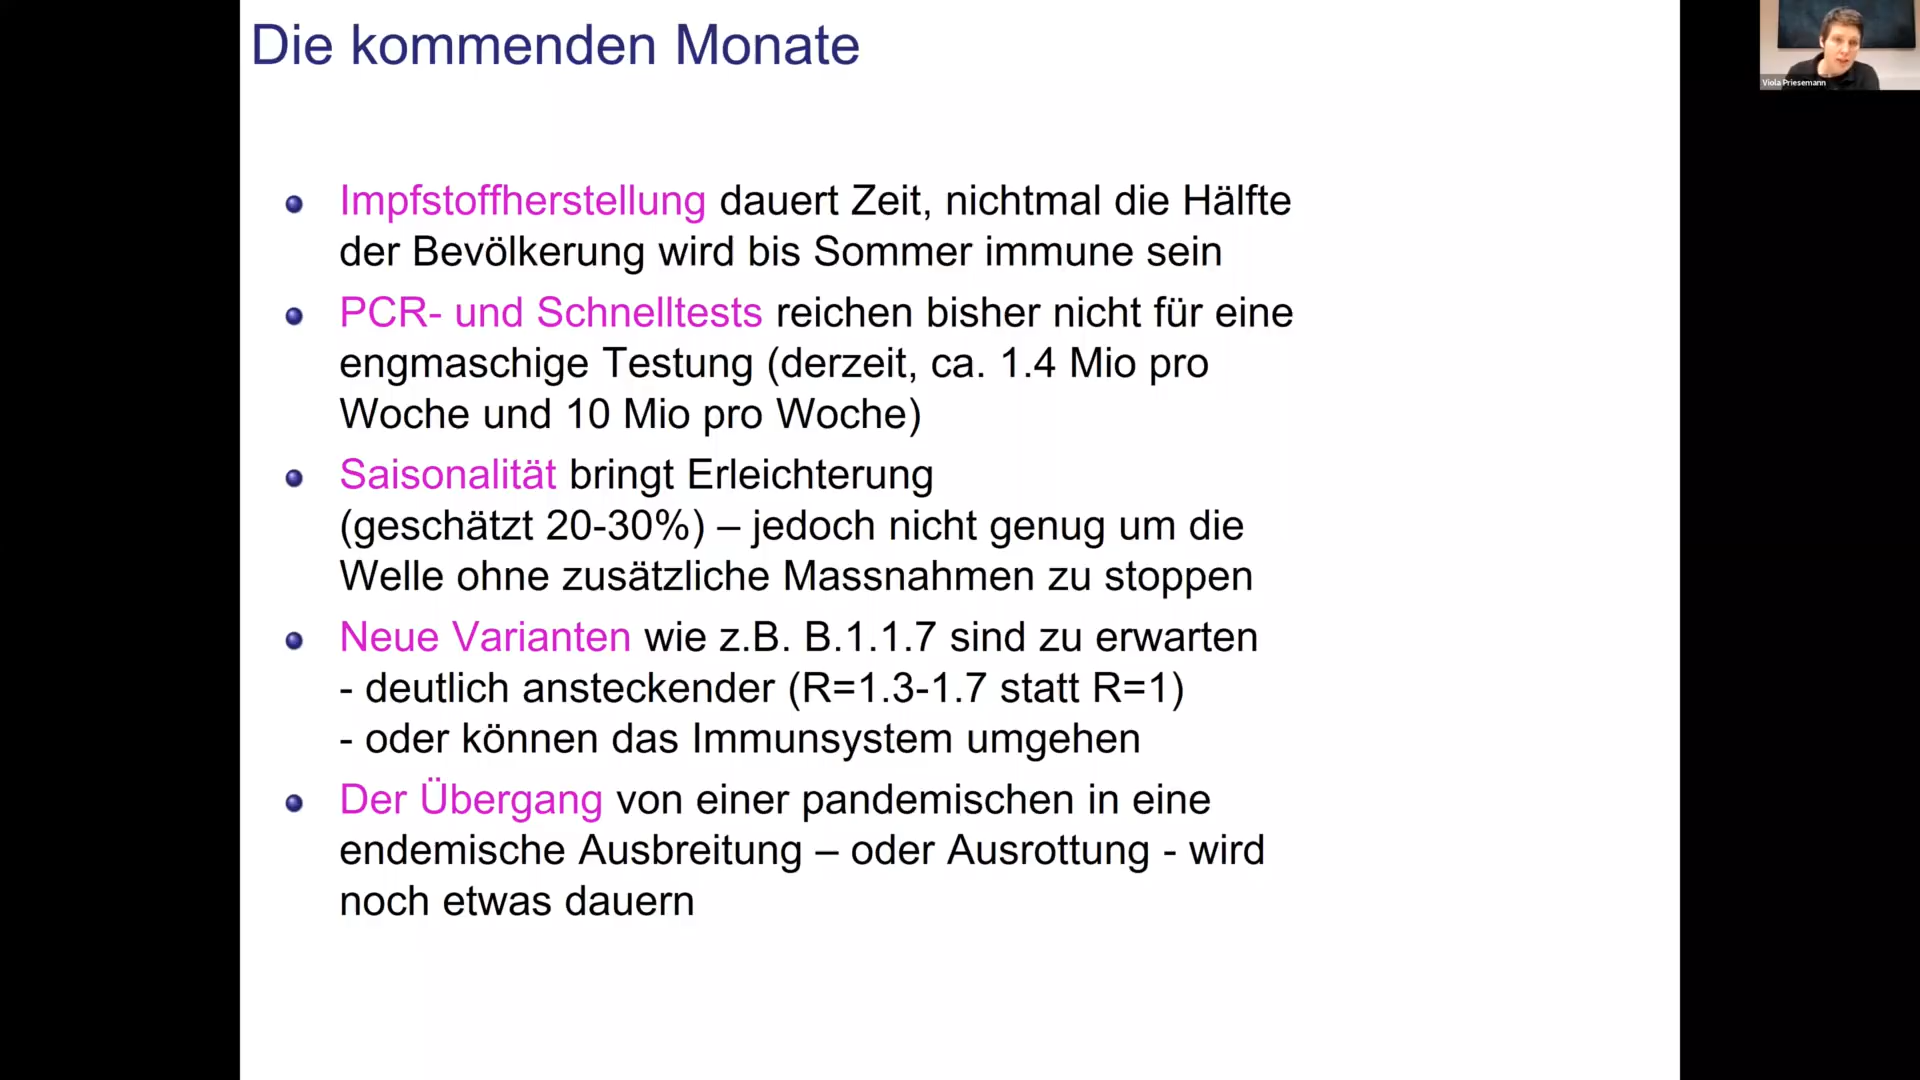 Die kommenden Monate
Viola Priesemann
Impfstoffherstellung dauert Zeit, nichtmal die Hälfte
der Bevölkerung wird bis Sommer immune sein
PCR- und Schnelltests reichen bisher nicht für eine
engmaschige Testung (derzeit, ca. 1.4 Mio pro
Woche und 10 Mio pro Woche)
Saisonalität bringt Erleichterung
(geschätzt 20-30%) – jedoch nicht genug um die
Welle ohne zusätzliche Massnahmen zu stoppen
Neue Varianten wie z.B. B.1.1.7 sind zu erwarten
- deutlich ansteckender (R=1.3-1.7 statt R=1)
- oder können das Immunsystem umgehen
Der Übergang von einer pandemischen in eine
endemische Ausbreitung – oder Ausrottung - wird
noch etwas dauern